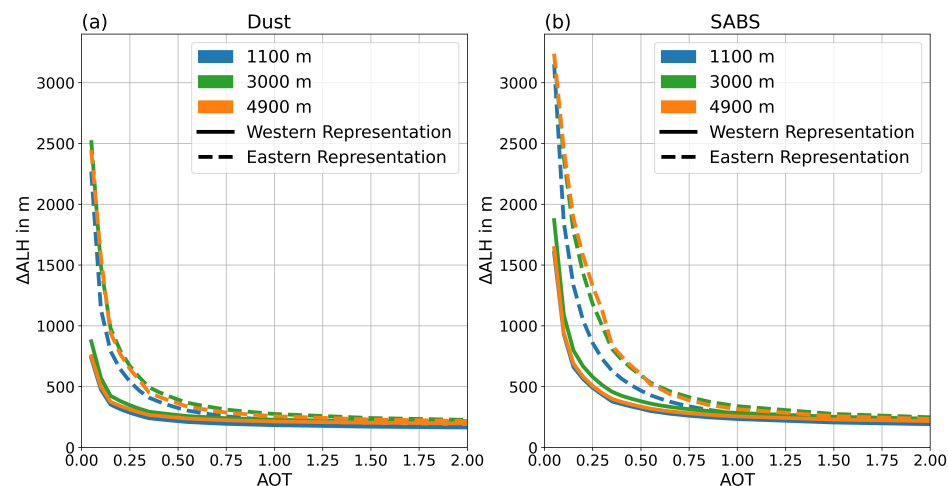 (a) Dust
1100 m
3000 m
4900 m
Western Representation
Eastern Representation
ΔALH in m
3000
2500
2000
1500
1000
500
0
0.00 0.25 0.50 0.75 1.00 1.25 1.50 1.75 2.00
AOT
(b) SABS
1100 m
3000 m
4900 m
Western Representation
Eastern Representation
ΔALH in m
3000
2500
2000
1500
1000
500
0
0.00 0.25 0.50 0.75 1.00 1.25 1.50 1.75 2.00
AOT